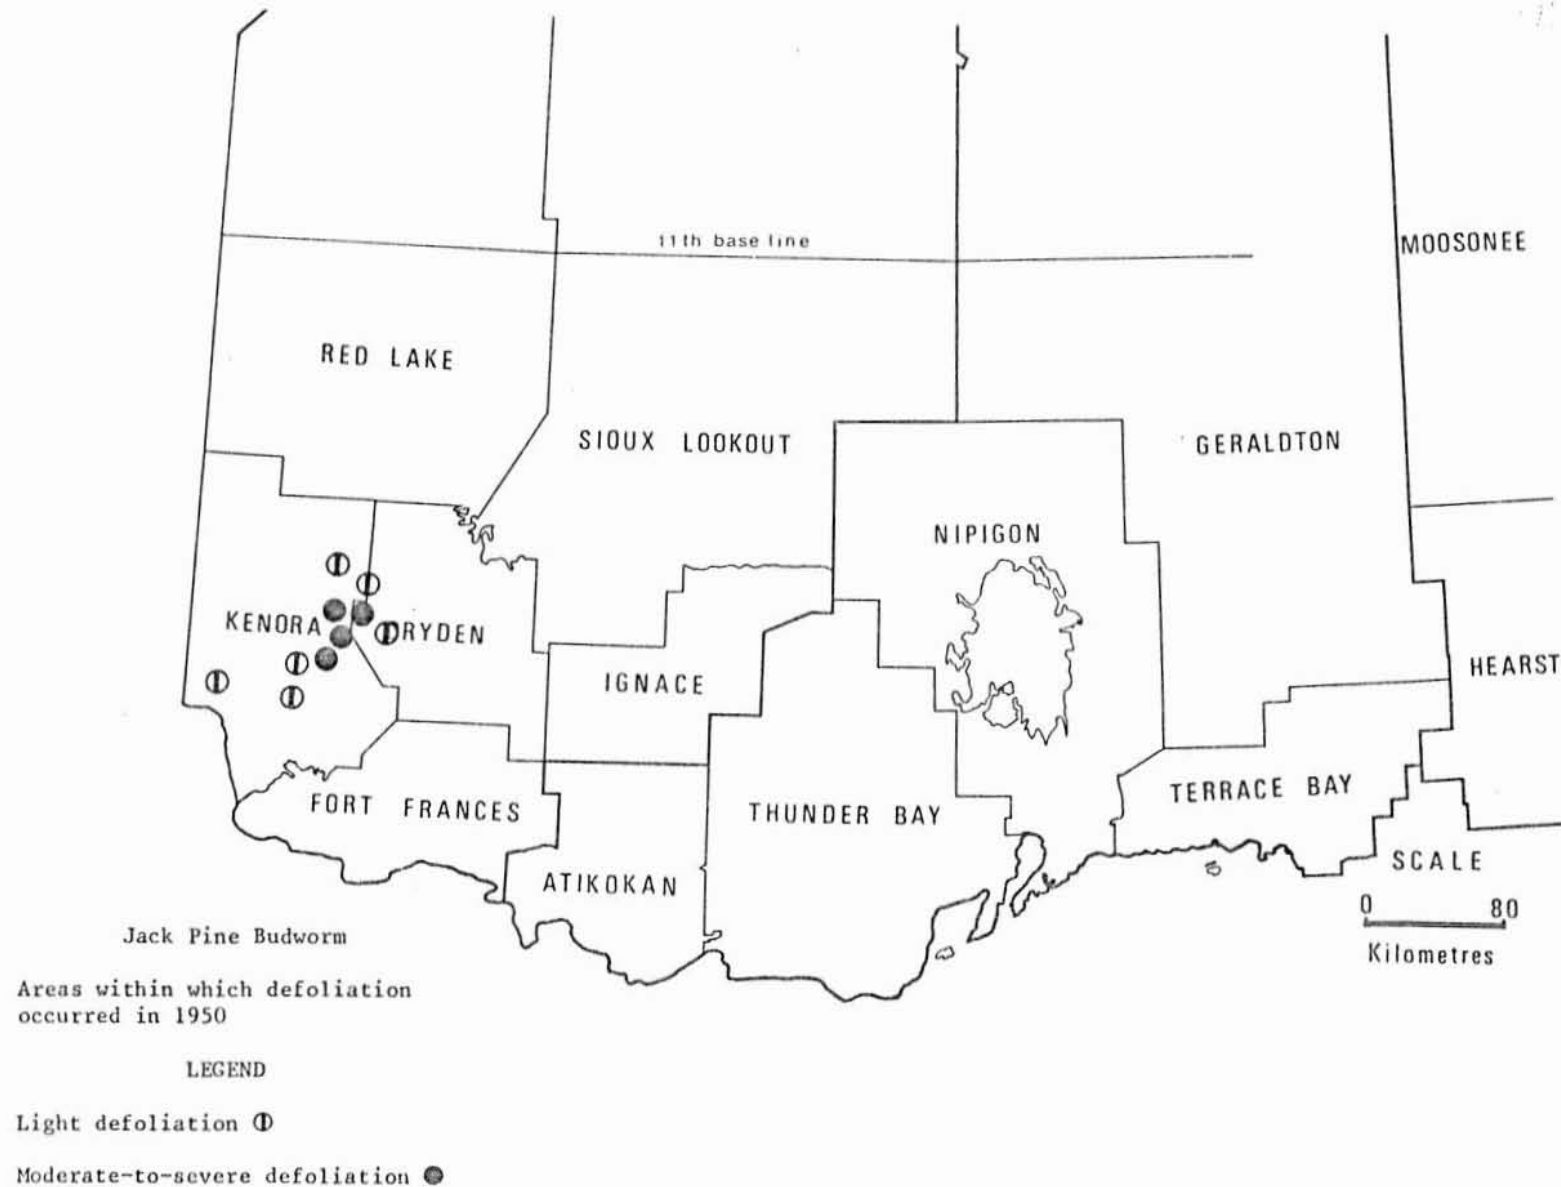 11th base line
MOOSONEE
RED LAKE
SIOUX LOOKOUT
GERALDTON
NIPIGON
KENORA
DRYDEN
IGNACE
HEARST
FORT FRANCES
THUNDER BAY
TERRACE BAY
ATIKOKAN
SCALE
0 80
Kilometres
Jack Pine Budworm
Areas within which defoliation
occurred in 1950
LEGEND
Light defoliation
Moderate-to-severe defoliation